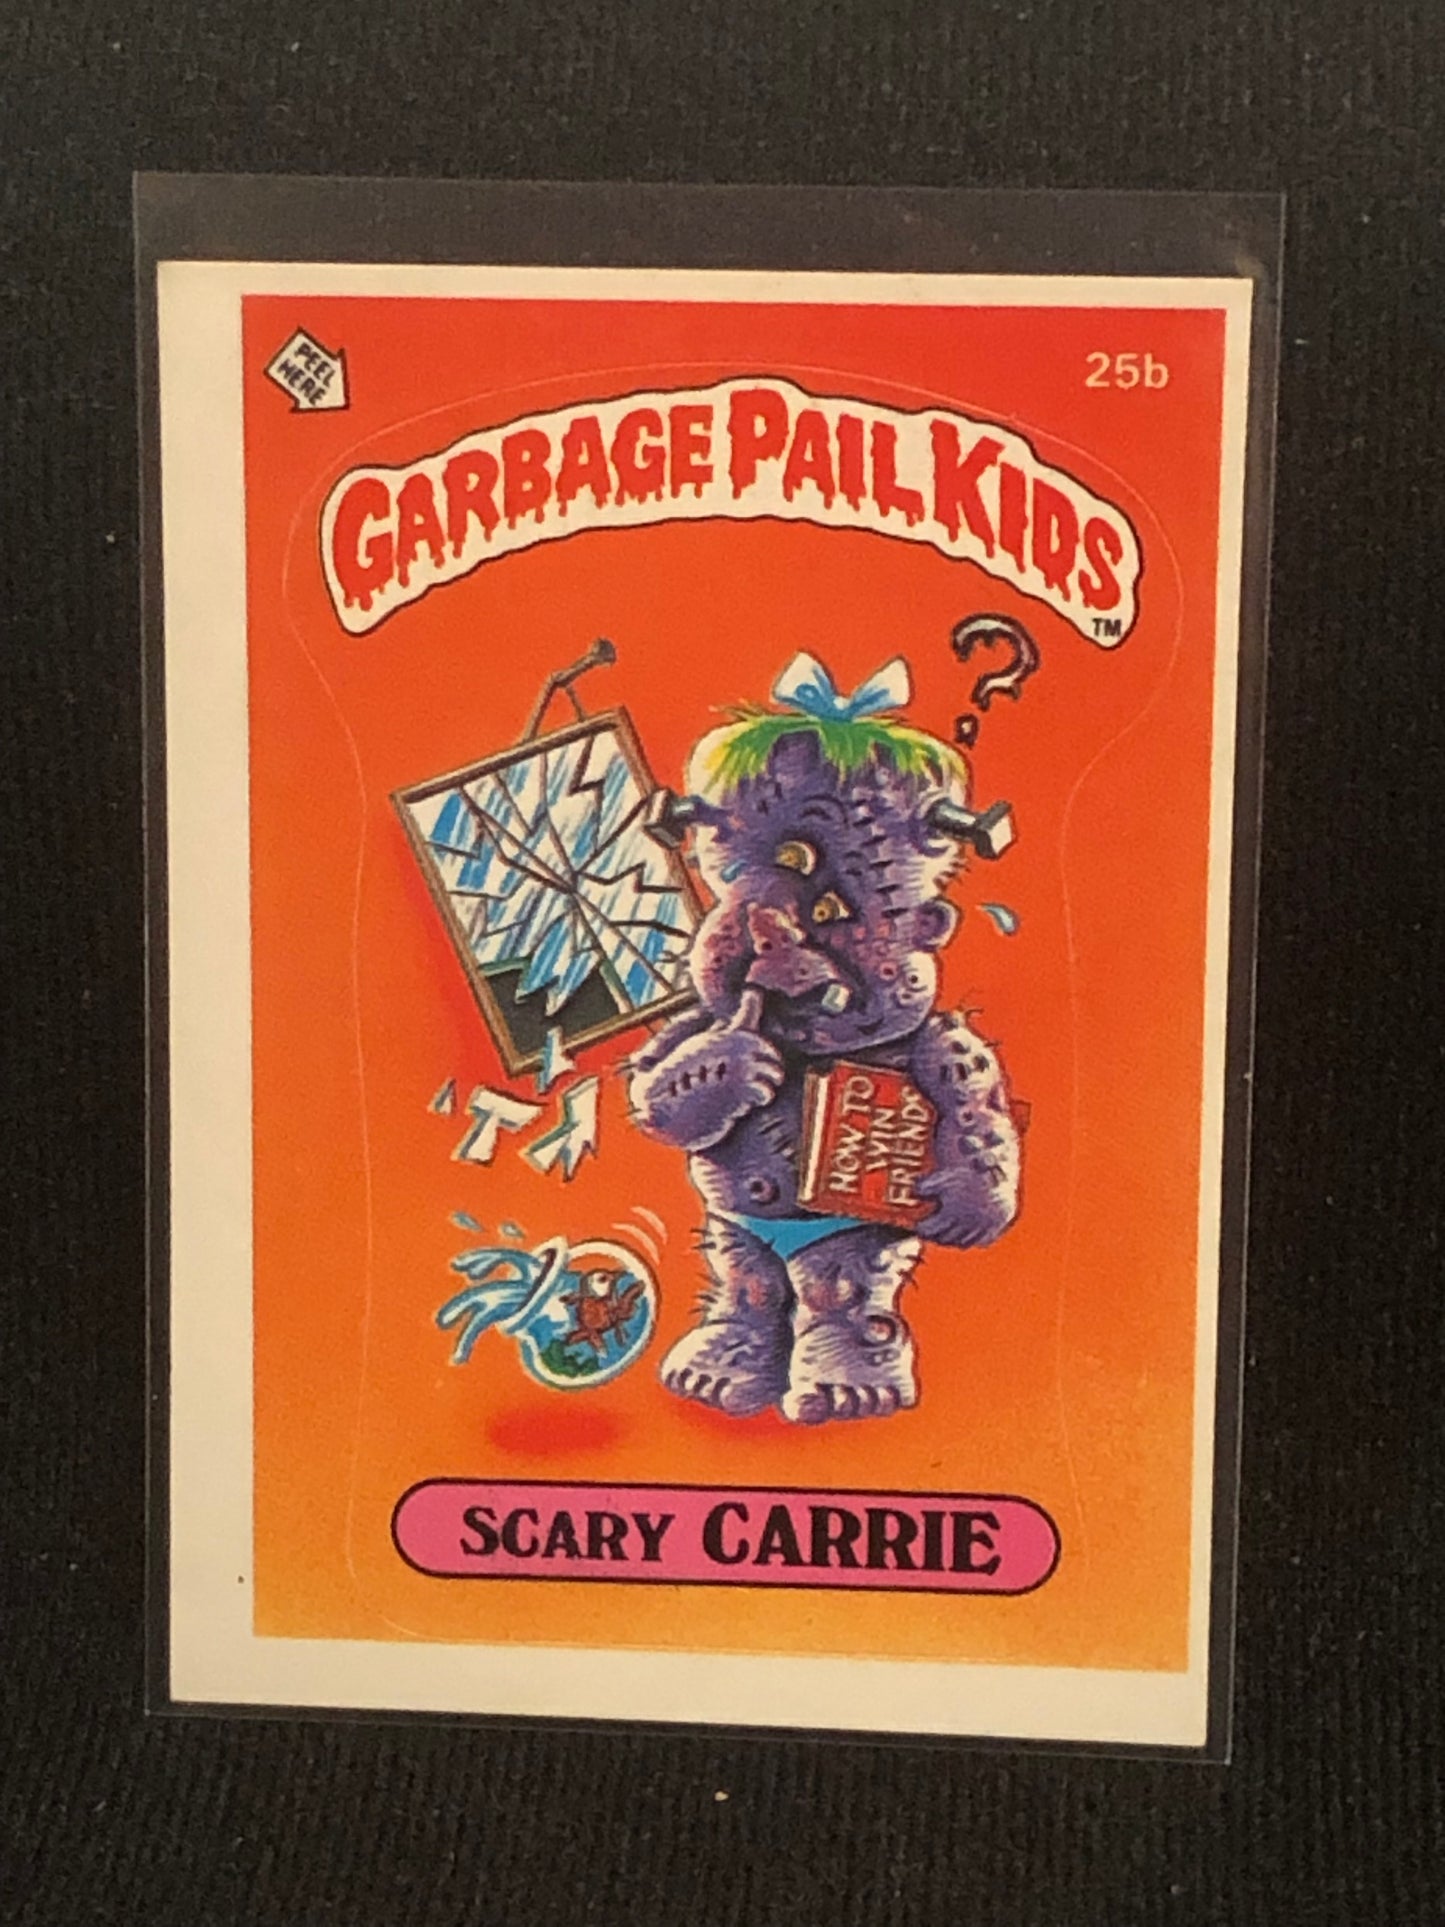 PEEL
HERE
25b
GARBAGE PAIL KIDS
TM
HOW TO
WIN
FRIENDS
SCARY CARRIE